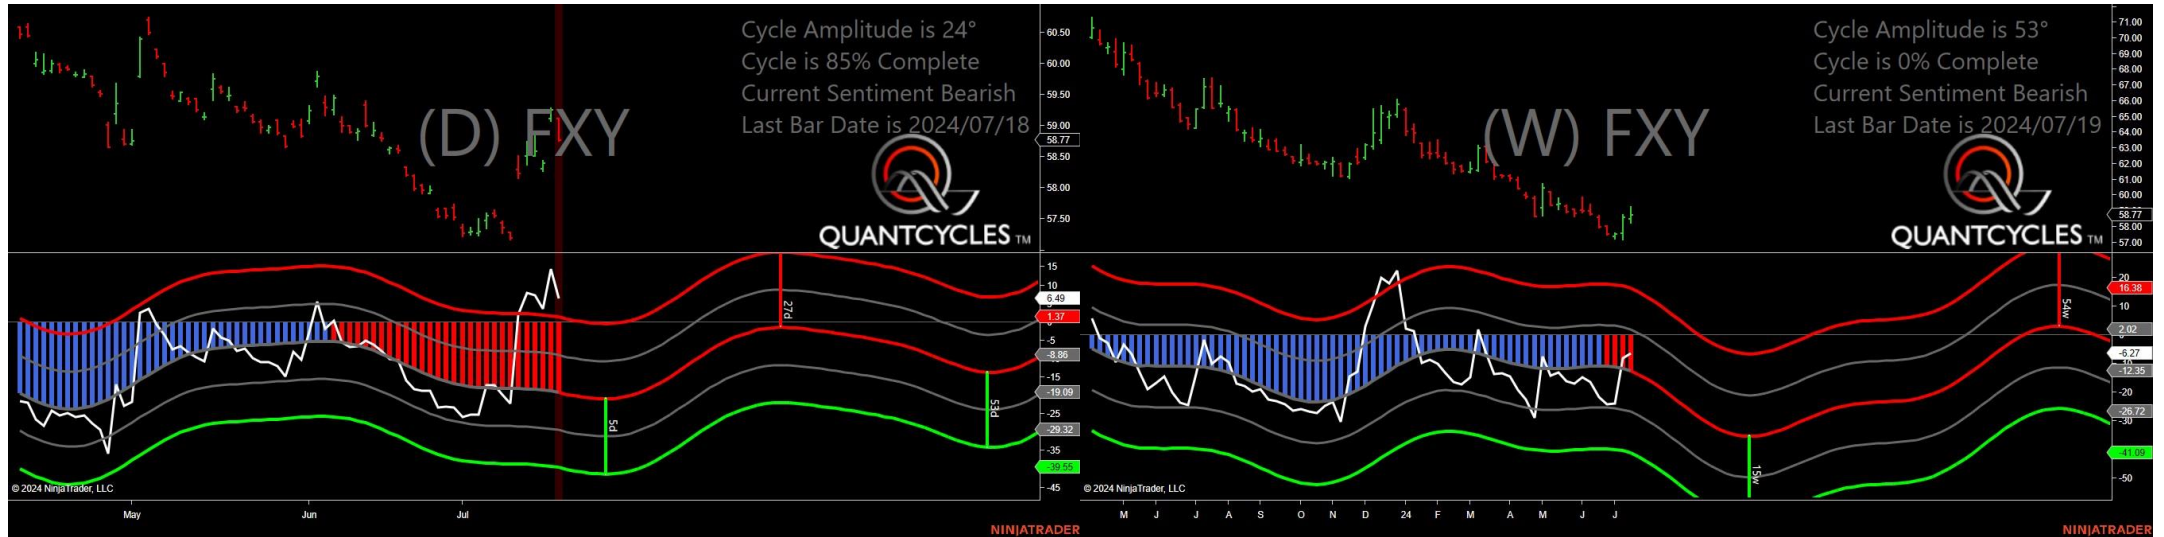 Cycle Amplitude is 24°
Cycle is 85% Complete
Current Sentiment Bearish
Last Bar Date is 2024/07/18
(D) FXY
QUANTCYCLES TM
60.50
60.00
59.50
59.00
58.77
58.50
58.00
57.50
15
10
6.49
1.37
-5
-8.86
-15
-19.09
-25
-29.32
-35
-39.55
-45
27d
5d
53d
© 2024 NinjaTrader, LLC
May
Jun
Jul
NINJATRADER
Cycle Amplitude is 53°
Cycle is 0% Complete
Current Sentiment Bearish
Last Bar Date is 2024/07/19
(W) FXY
QUANTCYCLES TM
71.00
70.00
69.00
68.00
67.00
66.00
65.00
64.00
63.00
62.00
61.00
60.00
58.77
58.00
57.00
20
16.38
10
2.02
-6.27
-12.35
-20
-26.72
-30
-41.09
-50
54w
15w
© 2024 NinjaTrader, LLC
M
J
J
A
S
O
N
D
24
F
M
A
M
J
J
NINJATRADER